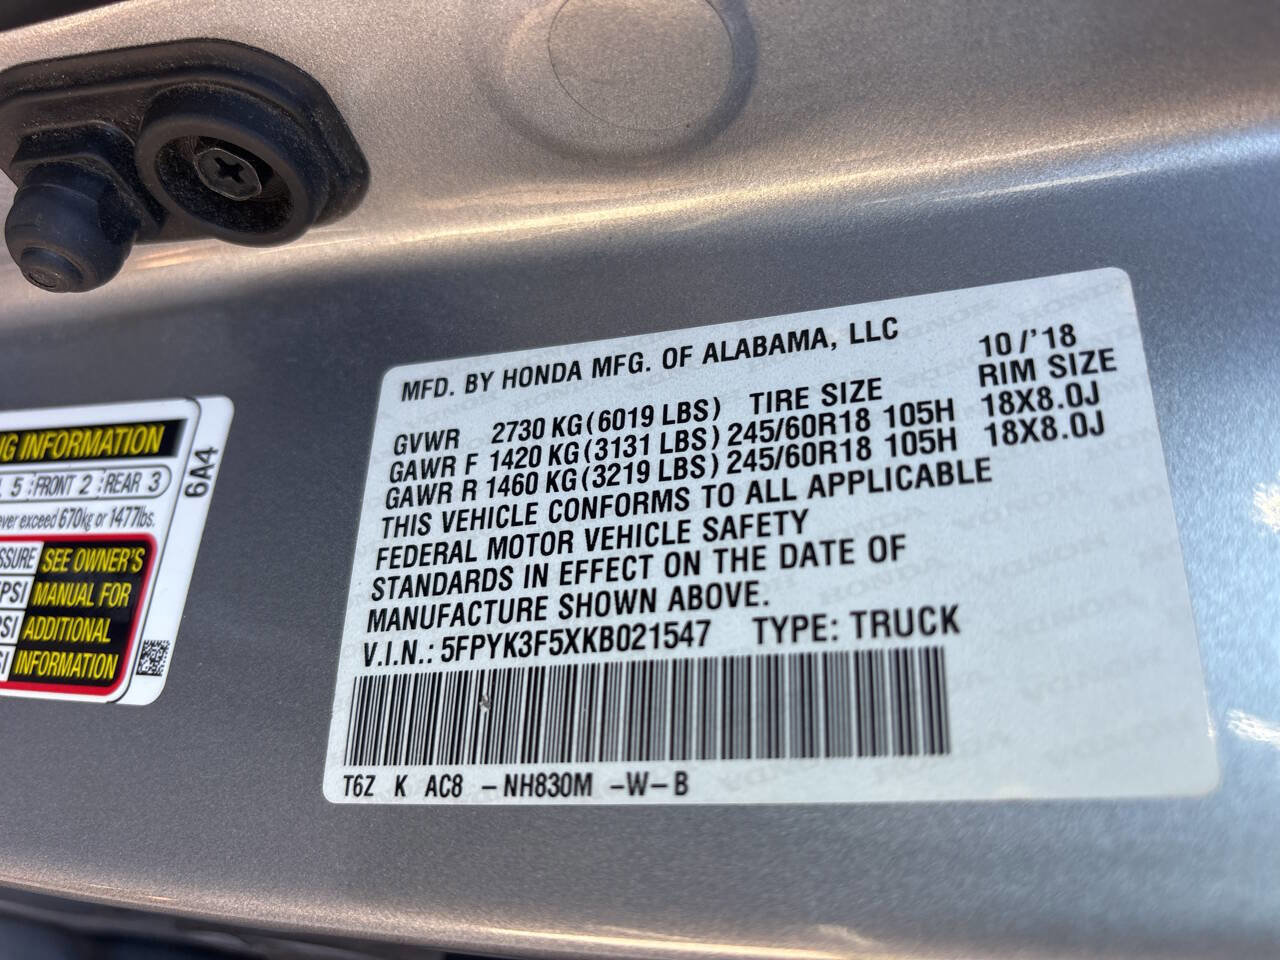 MFD. BY HONDA MFG. OF ALABAMA, LLC 10/'18
GVWR 2730 KG(6019 LBS) TIRE SIZE RIM SIZE
GAWR F 1420 KG(3131 LBS) 245/60R18 105H 18X8.0J
GAWR R 1460 KG(3219 LBS) 245/60R18 105H 18X8.0J
THIS VEHICLE CONFORMS TO ALL APPLICABLE
FEDERAL MOTOR VEHICLE SAFETY
STANDARDS IN EFFECT ON THE DATE OF
MANUFACTURE SHOWN ABOVE.
V.I.N.: 5FPYK3F5XKB021547 TYPE: TRUCK
T6Z K AC8 -NH830M -W-B
INFORMATION
5 FRONT 2 REAR 3
exceed 670kg or 1477lbs.
SEE OWNER'S
MANUAL FOR
ADDITIONAL
INFORMATION
6A4